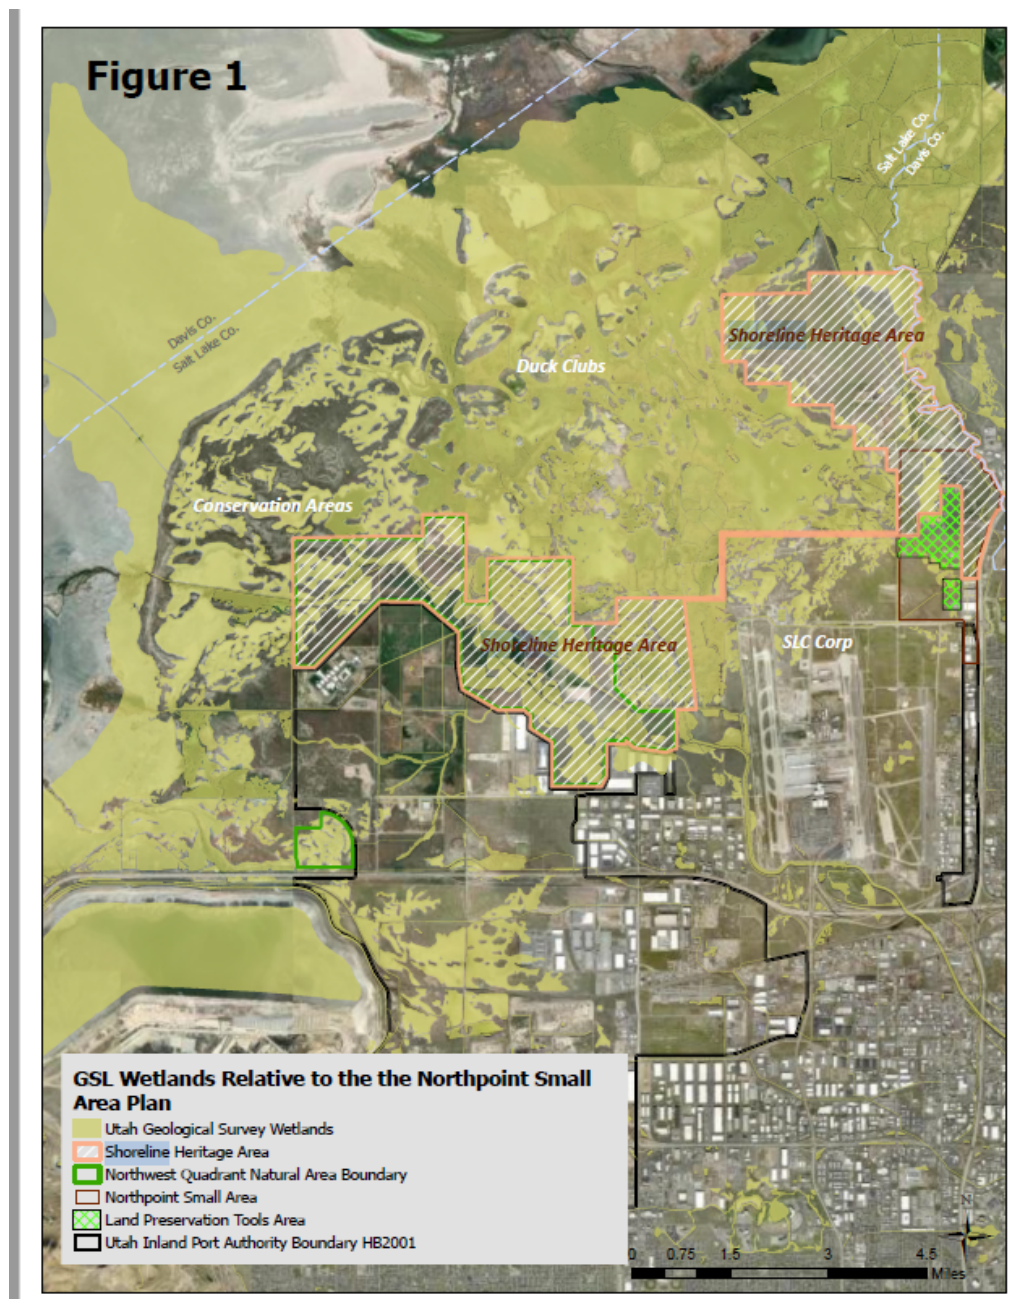 Figure 1
Salt Lake Co.
Davis Co.
Shoreline Heritage Area
Davis Co.
Salt Lake Co.
Duck Clubs
Conservation Areas
Shoreline Heritage Area
SLC Corp
GSL Wetlands Relative to the the Northpoint Small
Area Plan
Utah Geological Survey Wetlands
Shoreline Heritage Area
Northwest Quadrant Natural Area Boundary
Northpoint Small Area
Land Preservation Tools Area
Utah Inland Port Authority Boundary HB2001
N
0 0.75 1.5 3 4.5
Miles